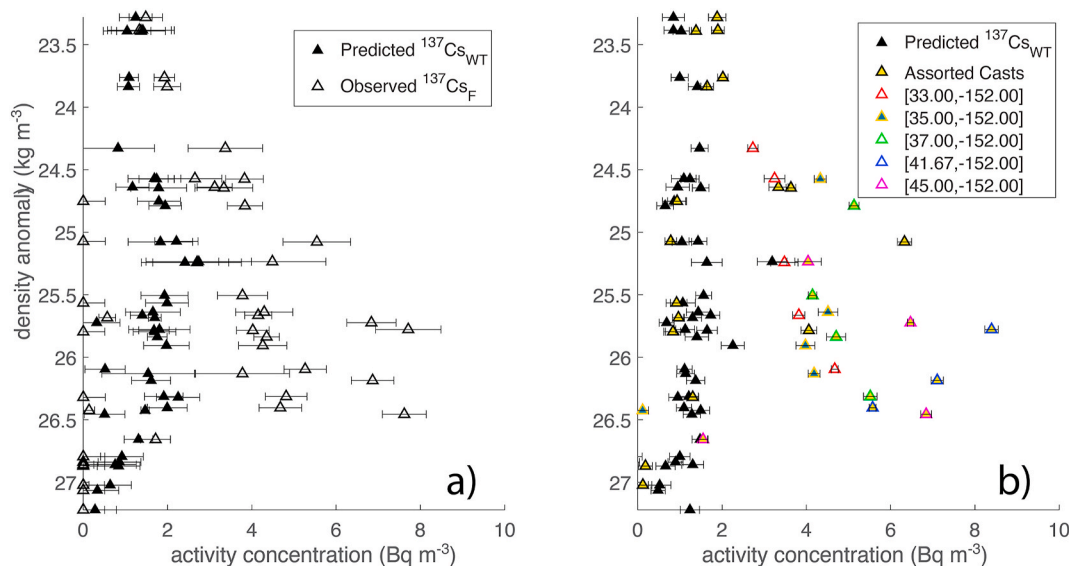 23.5
24
24.5
25
25.5
26
26.5
27
density anomaly (kg m-3)
0 2 4 6 8 10
activity concentration (Bq m-3)
Predicted 137CsWT
Observed 137CsF
a)
23.5
24
24.5
25
25.5
26
26.5
27
0 2 4 6 8 10
activity concentration (Bq m-3)
Predicted 137CsWT
Assorted Casts
[33.00,-152.00]
[35.00,-152.00]
[37.00,-152.00]
[41.67,-152.00]
[45.00,-152.00]
b)